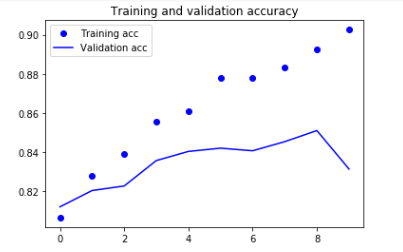 Training and validation accuracy
Training acc
Validation acc
0.90
0.88
0.86
0.84
0.82
0 2 4 6 8